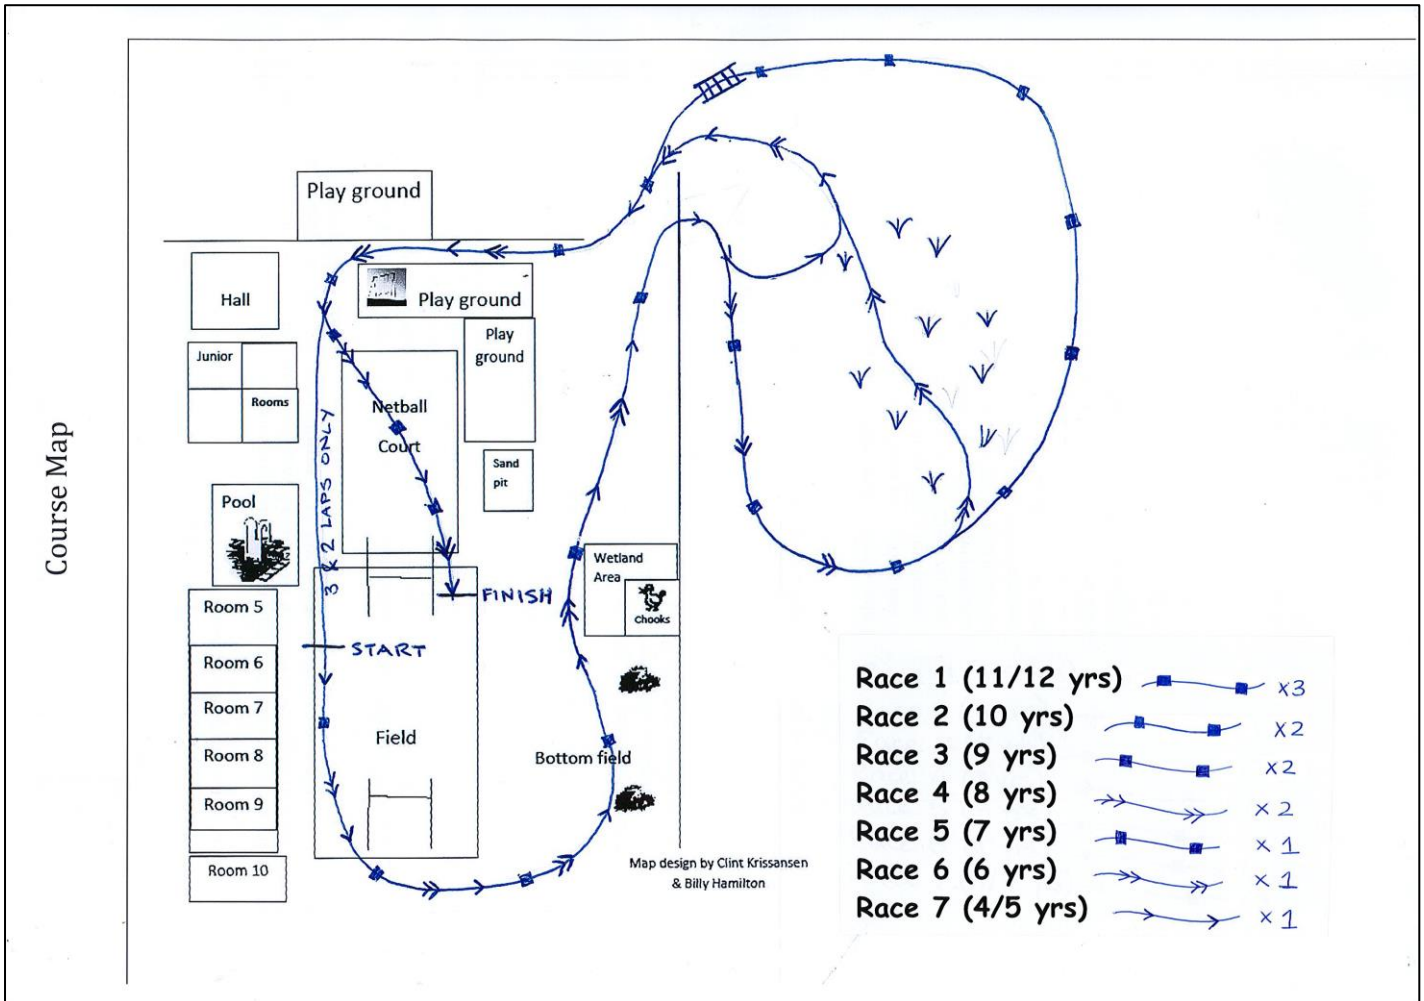 Course Map
Play ground
Hall
Play ground
Play
ground
Junior
Rooms
Netball
Court
3 & 2 LAPS ONLY
Sand
pit
Pool
Wetland
Area
Chooks
FINISH
START
Room 5
Room 6
Room 7
Room 8
Room 9
Room 10
Field
Bottom field
Map design by Clint Krissansen
& Billy Hamilton
Race 1 (11/12 yrs) x3
Race 2 (10 yrs) x2
Race 3 (9 yrs) x2
Race 4 (8 yrs) x2
Race 5 (7 yrs) x1
Race 6 (6 yrs) x1
Race 7 (4/5 yrs) x1